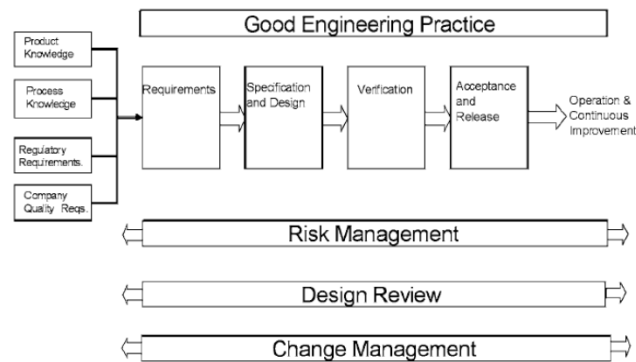 Good Engineering Practice
Product
Knowledge
Process
Knowledge
Regulatory
Requirements.
Company
Quality Reqs.
Requirements
Specification
and Design
Verification
Acceptance
and
Release
Operation &
Continuous
Improvement
Risk Management
Design Review
Change Management